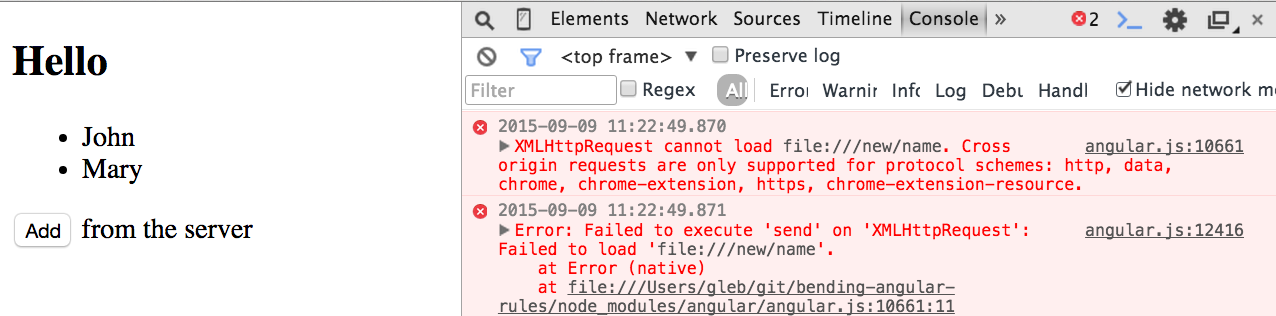 Hello
• John
• Mary
Add from the server
Elements Network Sources Timeline Console » 2
<top frame> ▼ Preserve log
Filter Regex All Error Warnin Info Log Debu Handl Hide network m
2015-09-09 11:22:49.870
▶XMLHttpRequest cannot load file:///new/name. Cross angular.js:10661
origin requests are only supported for protocol schemes: http, data,
chrome, chrome-extension, https, chrome-extension-resource.
2015-09-09 11:22:49.871
▶Error: Failed to execute 'send' on 'XMLHttpRequest': angular.js:12416
Failed to load 'file:///new/name'.
at Error (native)
at file:///Users/gleb/git/bending-angular-
rules/node_modules/angular/angular.js:10661:11